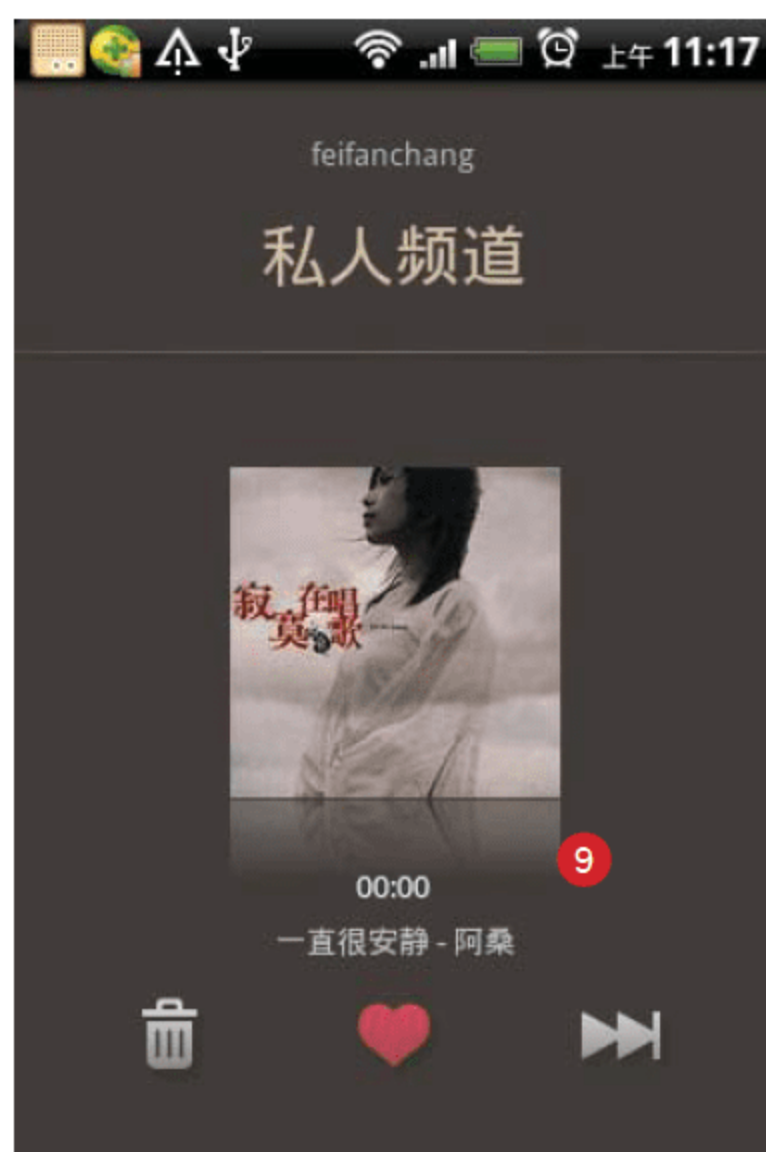 上午 11:17
feifanchang
私人频道
寂寞在唱歌
9
00:00
一直很安静 - 阿桑